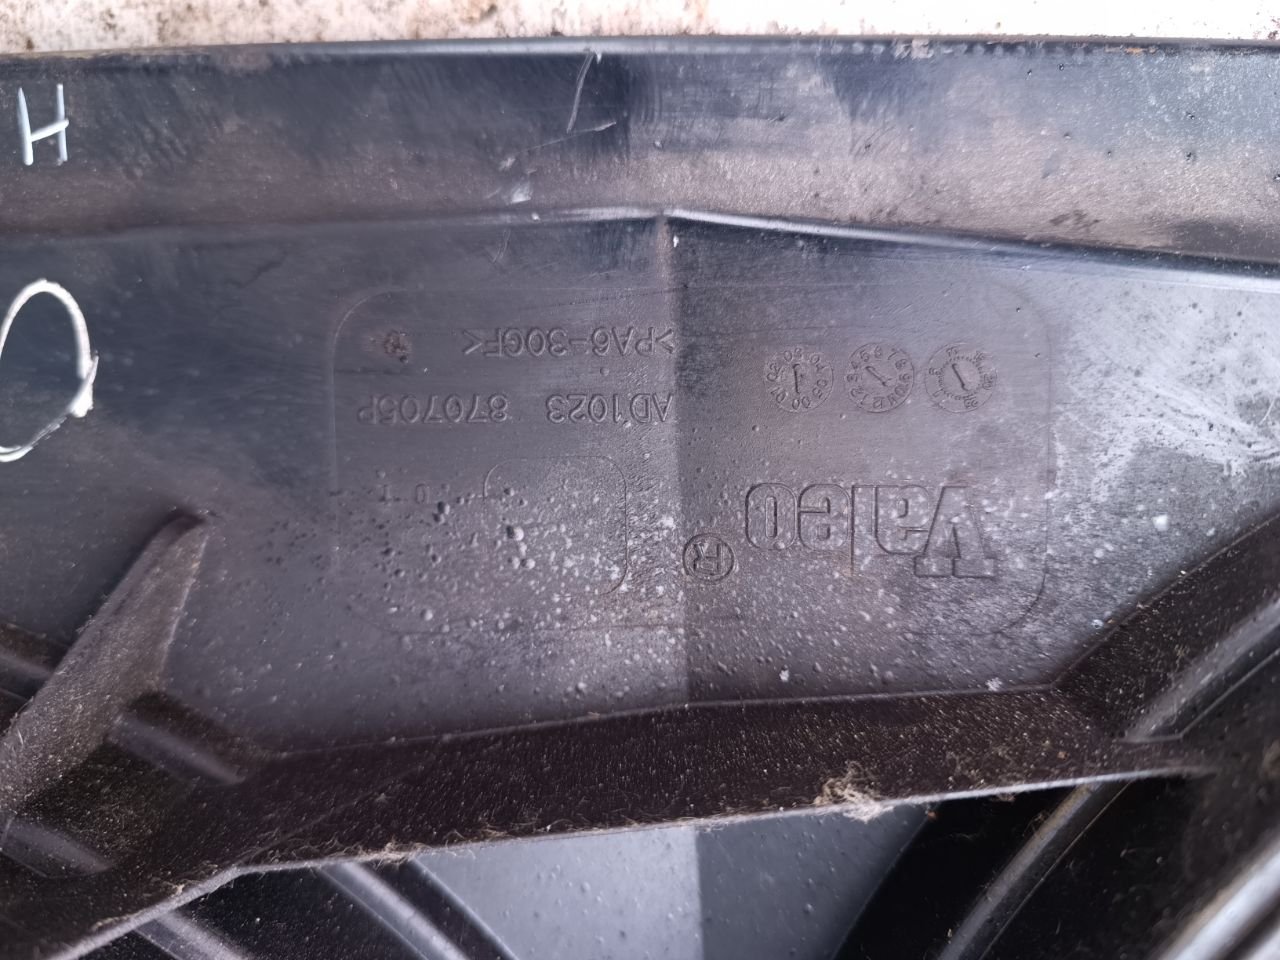 H
Valeo ®
AD1023 870705P
>PA6-30GF<